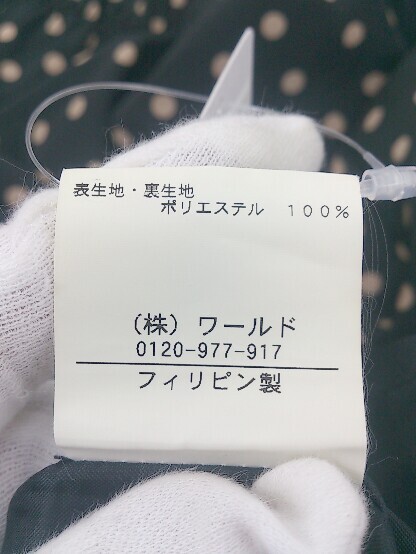 表生地・裏生地
ポリエステル 100%
(株) ワールド
0120-977-917
フィリピン製